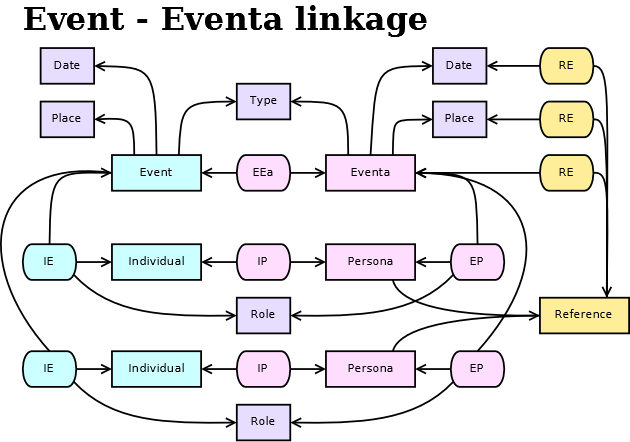 Event - Eventa linkage
Date
Date
RE
Type
Place
Place
RE
Event
EEa
Eventa
RE
IE
Individual
IP
Persona
EP
Role
Reference
IE
Individual
IP
Persona
EP
Role